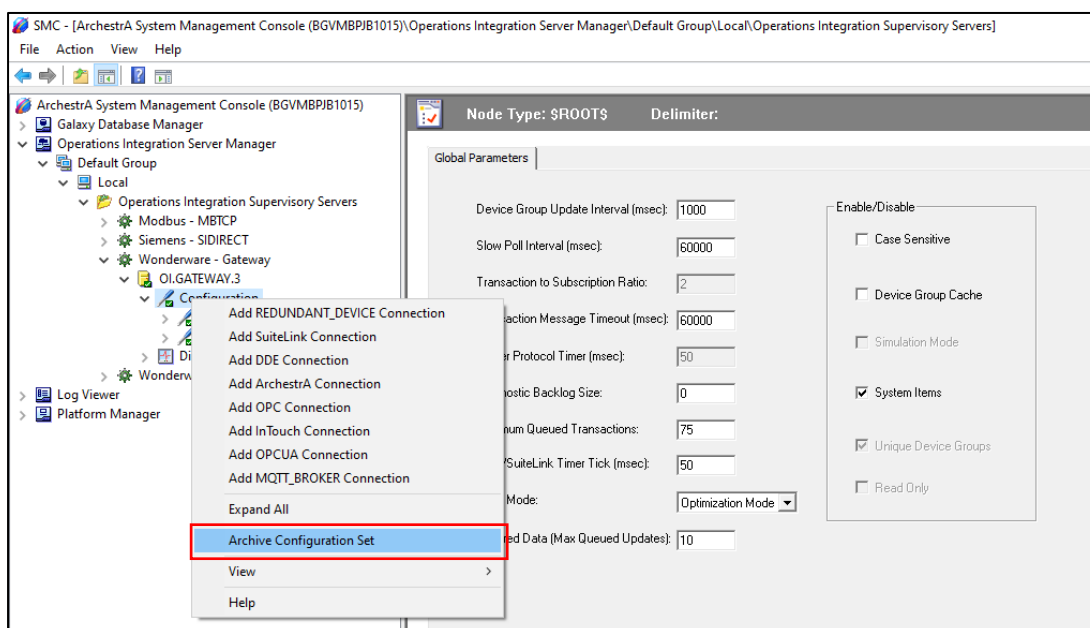 SMC - [ArchestrA System Management Console (BGVMBPJB1015)\Operations Integration Server Manager\Default Group\Local\Operations Integration Supervisory Servers]
File Action View Help
ArchestrA System Management Console (BGVMBPJB1015)
Galaxy Database Manager
Operations Integration Server Manager
Default Group
Local
Operations Integration Supervisory Servers
Modbus - MBTCP
Siemens - SIDIRECT
Wonderware - Gateway
OI.GATEWAY.3
Configuration
Di
Wonderw
Log Viewer
Platform Manager
Add REDUNDANT_DEVICE Connection
Add SuiteLink Connection
Add DDE Connection
Add ArchestrA Connection
Add OPC Connection
Add InTouch Connection
Add OPCUA Connection
Add MQTT_BROKER Connection
Expand All
Archive Configuration Set
View
Help
Node Type: $ROOT$ Delimiter:
Global Parameters
Device Group Update Interval (msec): 1000
Slow Poll Interval (msec): 60000
Transaction to Subscription Ratio: 2
action Message Timeout (msec): 60000
r Protocol Timer (msec): 50
nostic Backlog Size: 0
um Queued Transactions: 75
/SuiteLink Timer Tick (msec): 50
Mode: Optimization Mode
ed Data (Max Queued Updates): 10
Enable/Disable
Case Sensitive
Device Group Cache
Simulation Mode
System Items
Unique Device Groups
Read Only